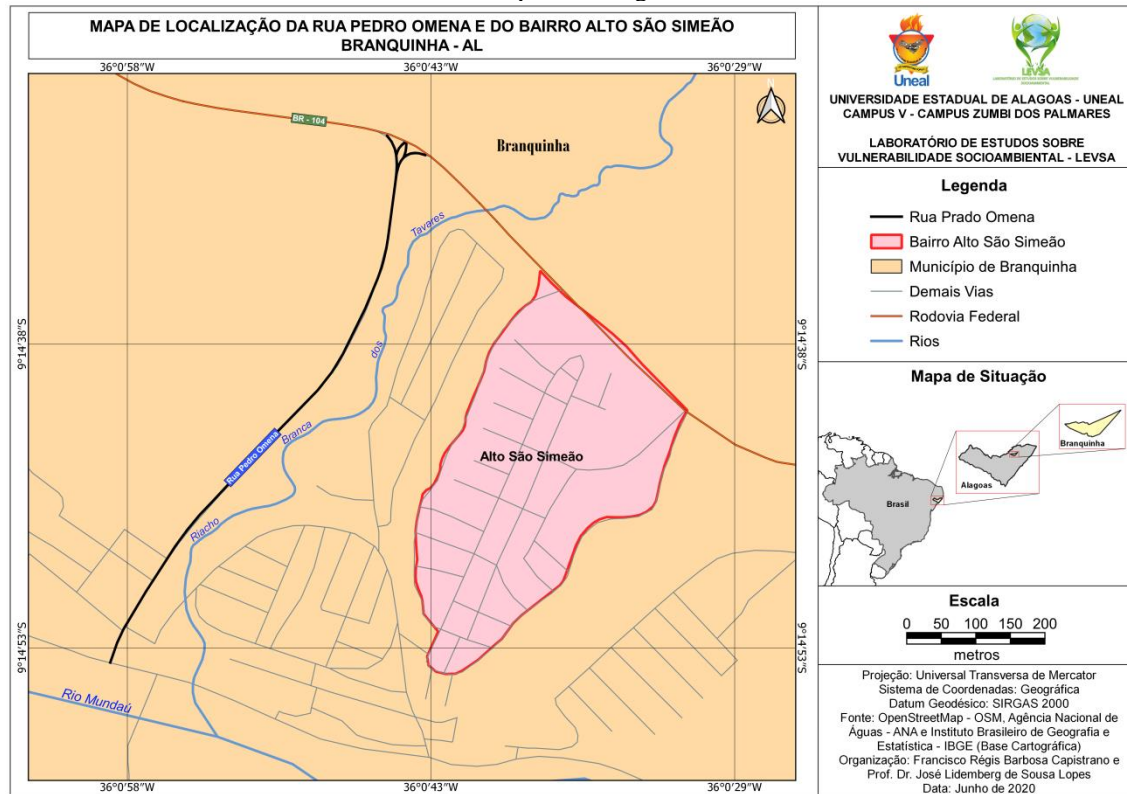 MAPA DE LOCALIZAÇÃO DA RUA PEDRO OMENA E DO BAIRRO ALTO SÃO SIMEÃO
BRANQUINHA - AL
36°0'58"W
36°0'43"W
36°0'29"W
N
BR - 104
Branquinha
Tavares
9°14'38"S
9°14'38"S
dos
Branca
Rua Pedro Omena
Alto São Simeão
Riacho
9°14'53"S
9°14'53"S
Rio Mundaú
36°0'58"W
36°0'43"W
36°0'29"W
Uneal
LEVSA
LABORATÓRIO DE ESTUDOS SOBRE VULNERABILIDADE
SOCIOAMBIENTAL
UNIVERSIDADE ESTADUAL DE ALAGOAS - UNEAL
CAMPUS V - CAMPUS ZUMBI DOS PALMARES
LABORATÓRIO DE ESTUDOS SOBRE
VULNERABILIDADE SOCIOAMBIENTAL - LEVSA
Legenda
Rua Prado Omena
Bairro Alto São Simeão
Município de Branquinha
Demais Vias
Rodovia Federal
Rios
Mapa de Situação
Branquinha
Alagoas
Brasil
Escala
0 50 100 150 200
metros
Projeção: Universal Transversa de Mercator
Sistema de Coordenadas: Geográfica
Datum Geodésico: SIRGAS 2000
Fonte: OpenStreetMap - OSM, Agência Nacional de
Águas - ANA e Instituto Brasileiro de Geografia e
Estatística - IBGE (Base Cartográfica)
Organização: Francisco Régis Barbosa Capistrano e
Prof. Dr. José Lidemberg de Sousa Lopes
Data: Junho de 2020